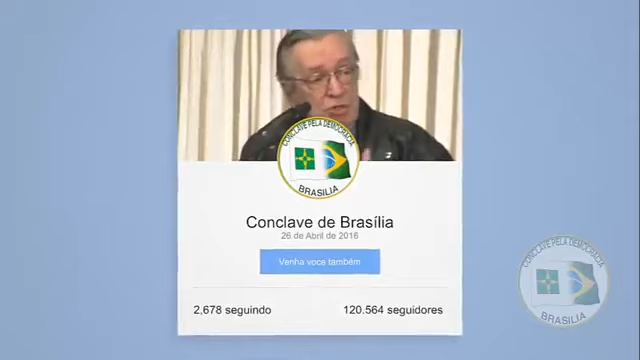 CONCLAVE PELA DEMOCRACIA
BRASILIA
Conclave de Brasília
26 de Abril de 2016
Venha voce também
2,678 seguindo
120.564 seguidores
CONCLAVE PELA DEMOCRACIA
BRASILIA